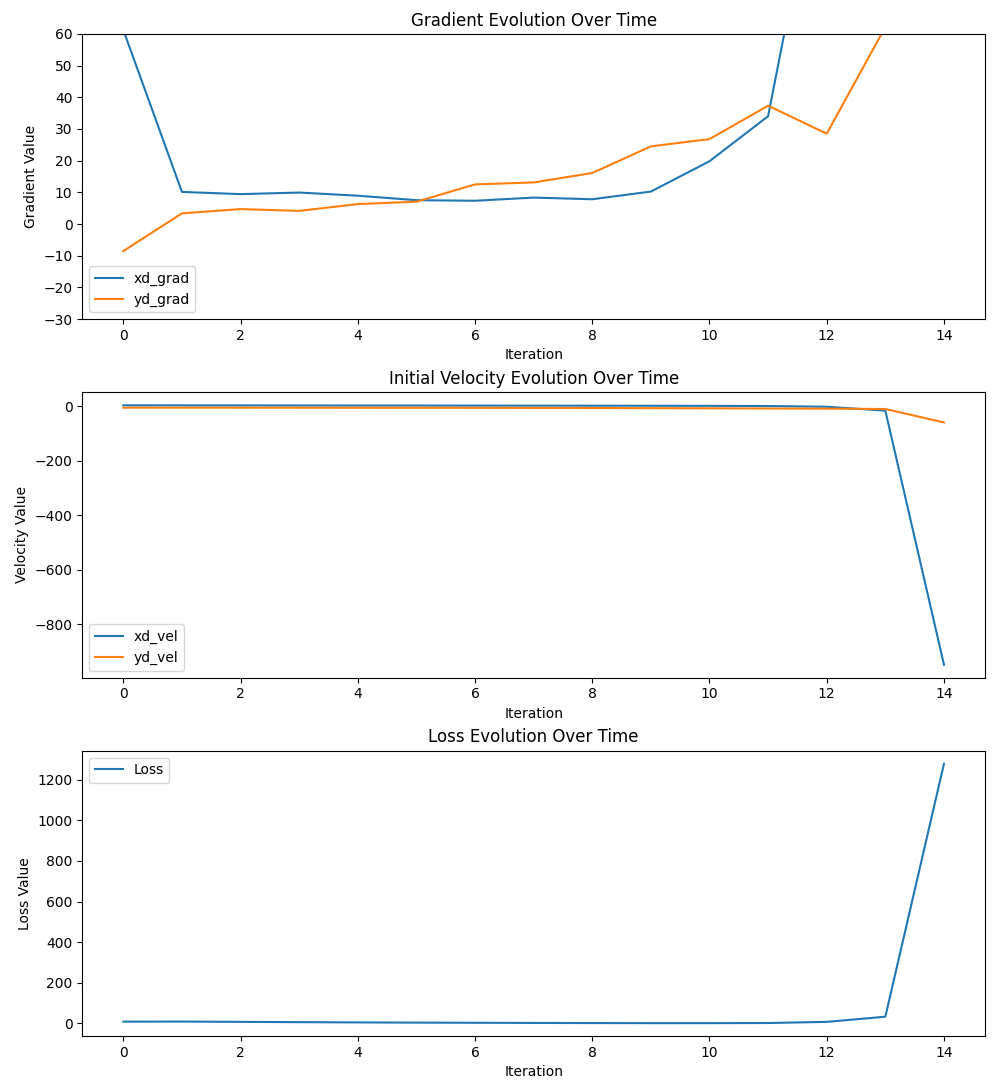 Gradient Evolution Over Time
60
50
40
30
20
10
0
−10
−20
−30
Gradient Value
xd_grad
yd_grad
0 2 4 6 8 10 12 14
Iteration
Initial Velocity Evolution Over Time
0
−200
−400
−600
−800
Velocity Value
xd_vel
yd_vel
0 2 4 6 8 10 12 14
Iteration
Loss Evolution Over Time
Loss
1200
1000
800
600
400
200
0
Loss Value
0 2 4 6 8 10 12 14
Iteration